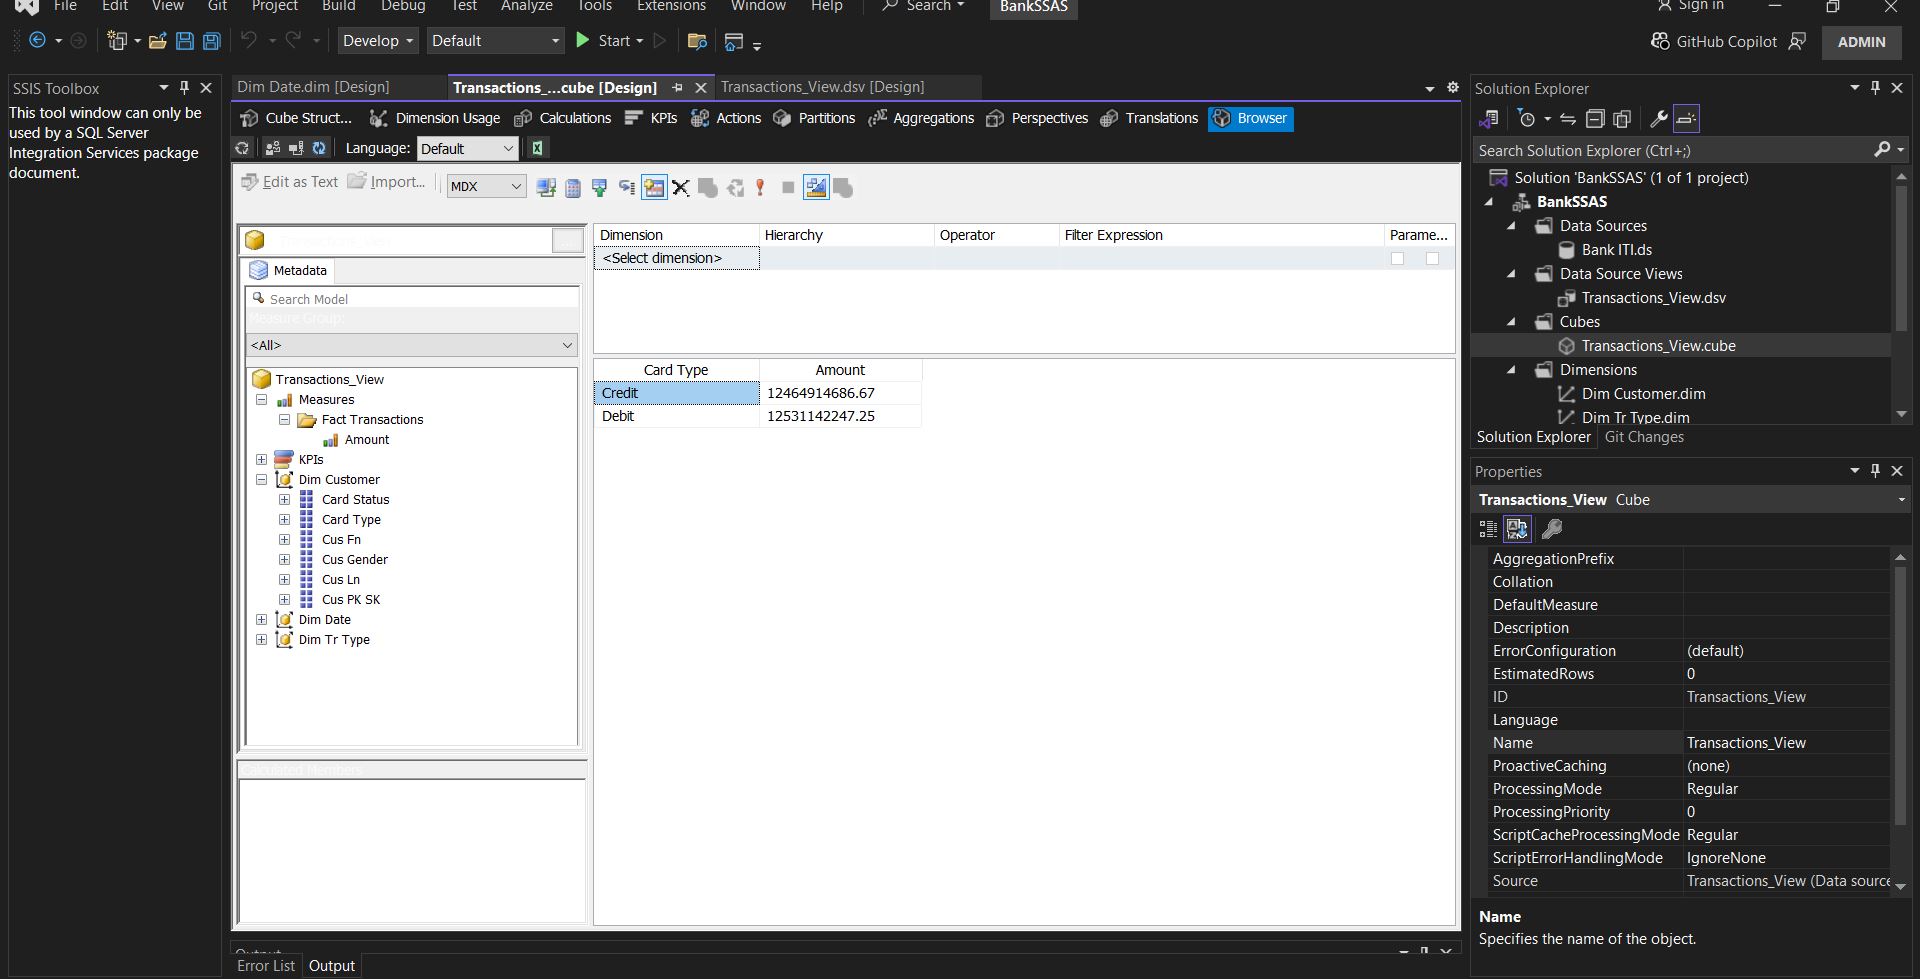 File Edit View Git Project Build Debug Test Analyze Tools Extensions Window Help Search BankSSAS Sign in
Develop Default Start GitHub Copilot ADMIN
SSIS Toolbox
This tool window can only be
used by a SQL Server
Integration Services package
document.
Dim Date.dim [Design] Transactions_...cube [Design] Transactions_View.dsv [Design]
Cube Struct... Dimension Usage Calculations KPIs Actions Partitions Aggregations Perspectives Translations Browser
Language: Default
Edit as Text Import... MDX
Metadata
Search Model
Measure Group:
<All>
Transactions_View
Measures
Fact Transactions
Amount
KPIs
Dim Customer
Card Status
Card Type
Cus Fn
Cus Gender
Cus Ln
Cus PK SK
Dim Date
Dim Tr Type
Calculated Members
Dimension Hierarchy Operator Filter Expression Parame...
<Select dimension>
Card Type Amount
Credit 12464914686.67
Debit 12531142247.25
Output
Error List Output
Solution Explorer
Search Solution Explorer (Ctrl+;)
Solution 'BankSSAS' (1 of 1 project)
BankSSAS
Data Sources
Bank ITI.ds
Data Source Views
Transactions_View.dsv
Cubes
Transactions_View.cube
Dimensions
Dim Customer.dim
Dim Tr Type.dim
Solution Explorer Git Changes
Properties
Transactions_View Cube
AggregationPrefix
Collation
DefaultMeasure
Description
ErrorConfiguration (default)
EstimatedRows 0
ID Transactions_View
Language
Name Transactions_View
ProactiveCaching (none)
ProcessingMode Regular
ProcessingPriority 0
ScriptCacheProcessingMode Regular
ScriptErrorHandlingMode IgnoreNone
Source Transactions_View (Data source
Name
Specifies the name of the object.